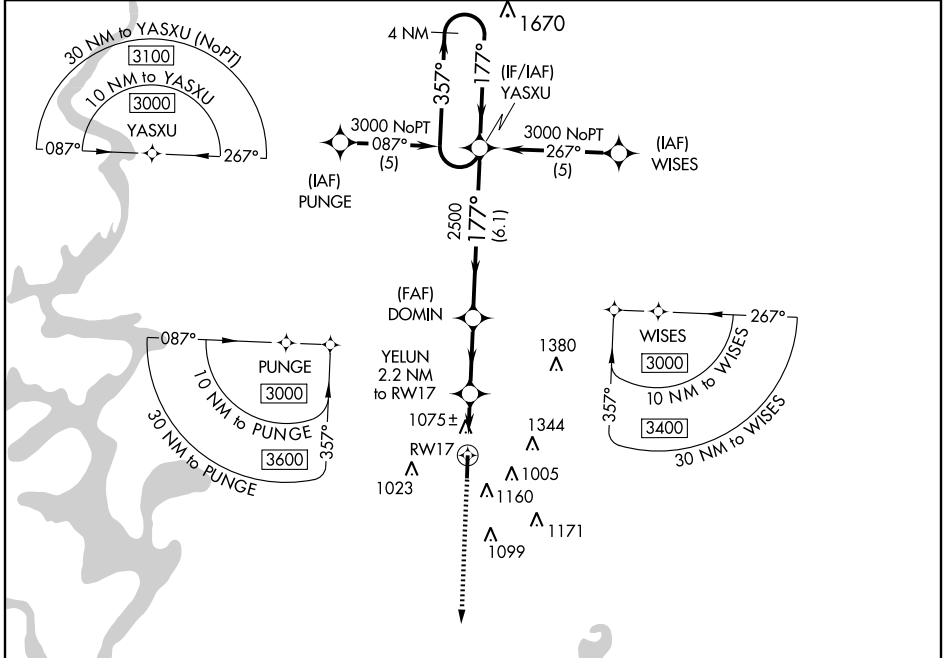 1670
4 NM
357°
177°
(IF/IAF)
YASXU
30 NM to YASXU (NoPT)
3100
10 NM to YASXU
3000
YASXU
087°
267°
3000 NoPT
087°
(5)
(IAF)
PUNGE
3000 NoPT
267°
(5)
(IAF)
WISES
2500
177°
(6.1)
(FAF)
DOMIN
YELUN
2.2 NM
to RW17
1075±
RW17
1023
1380
1344
1005
1160
1171
1099
087°
PUNGE
3000
10 NM to PUNGE
3600
30 NM to PUNGE
357°
267°
WISES
3000
10 NM to WISES
3400
30 NM to WISES
357°